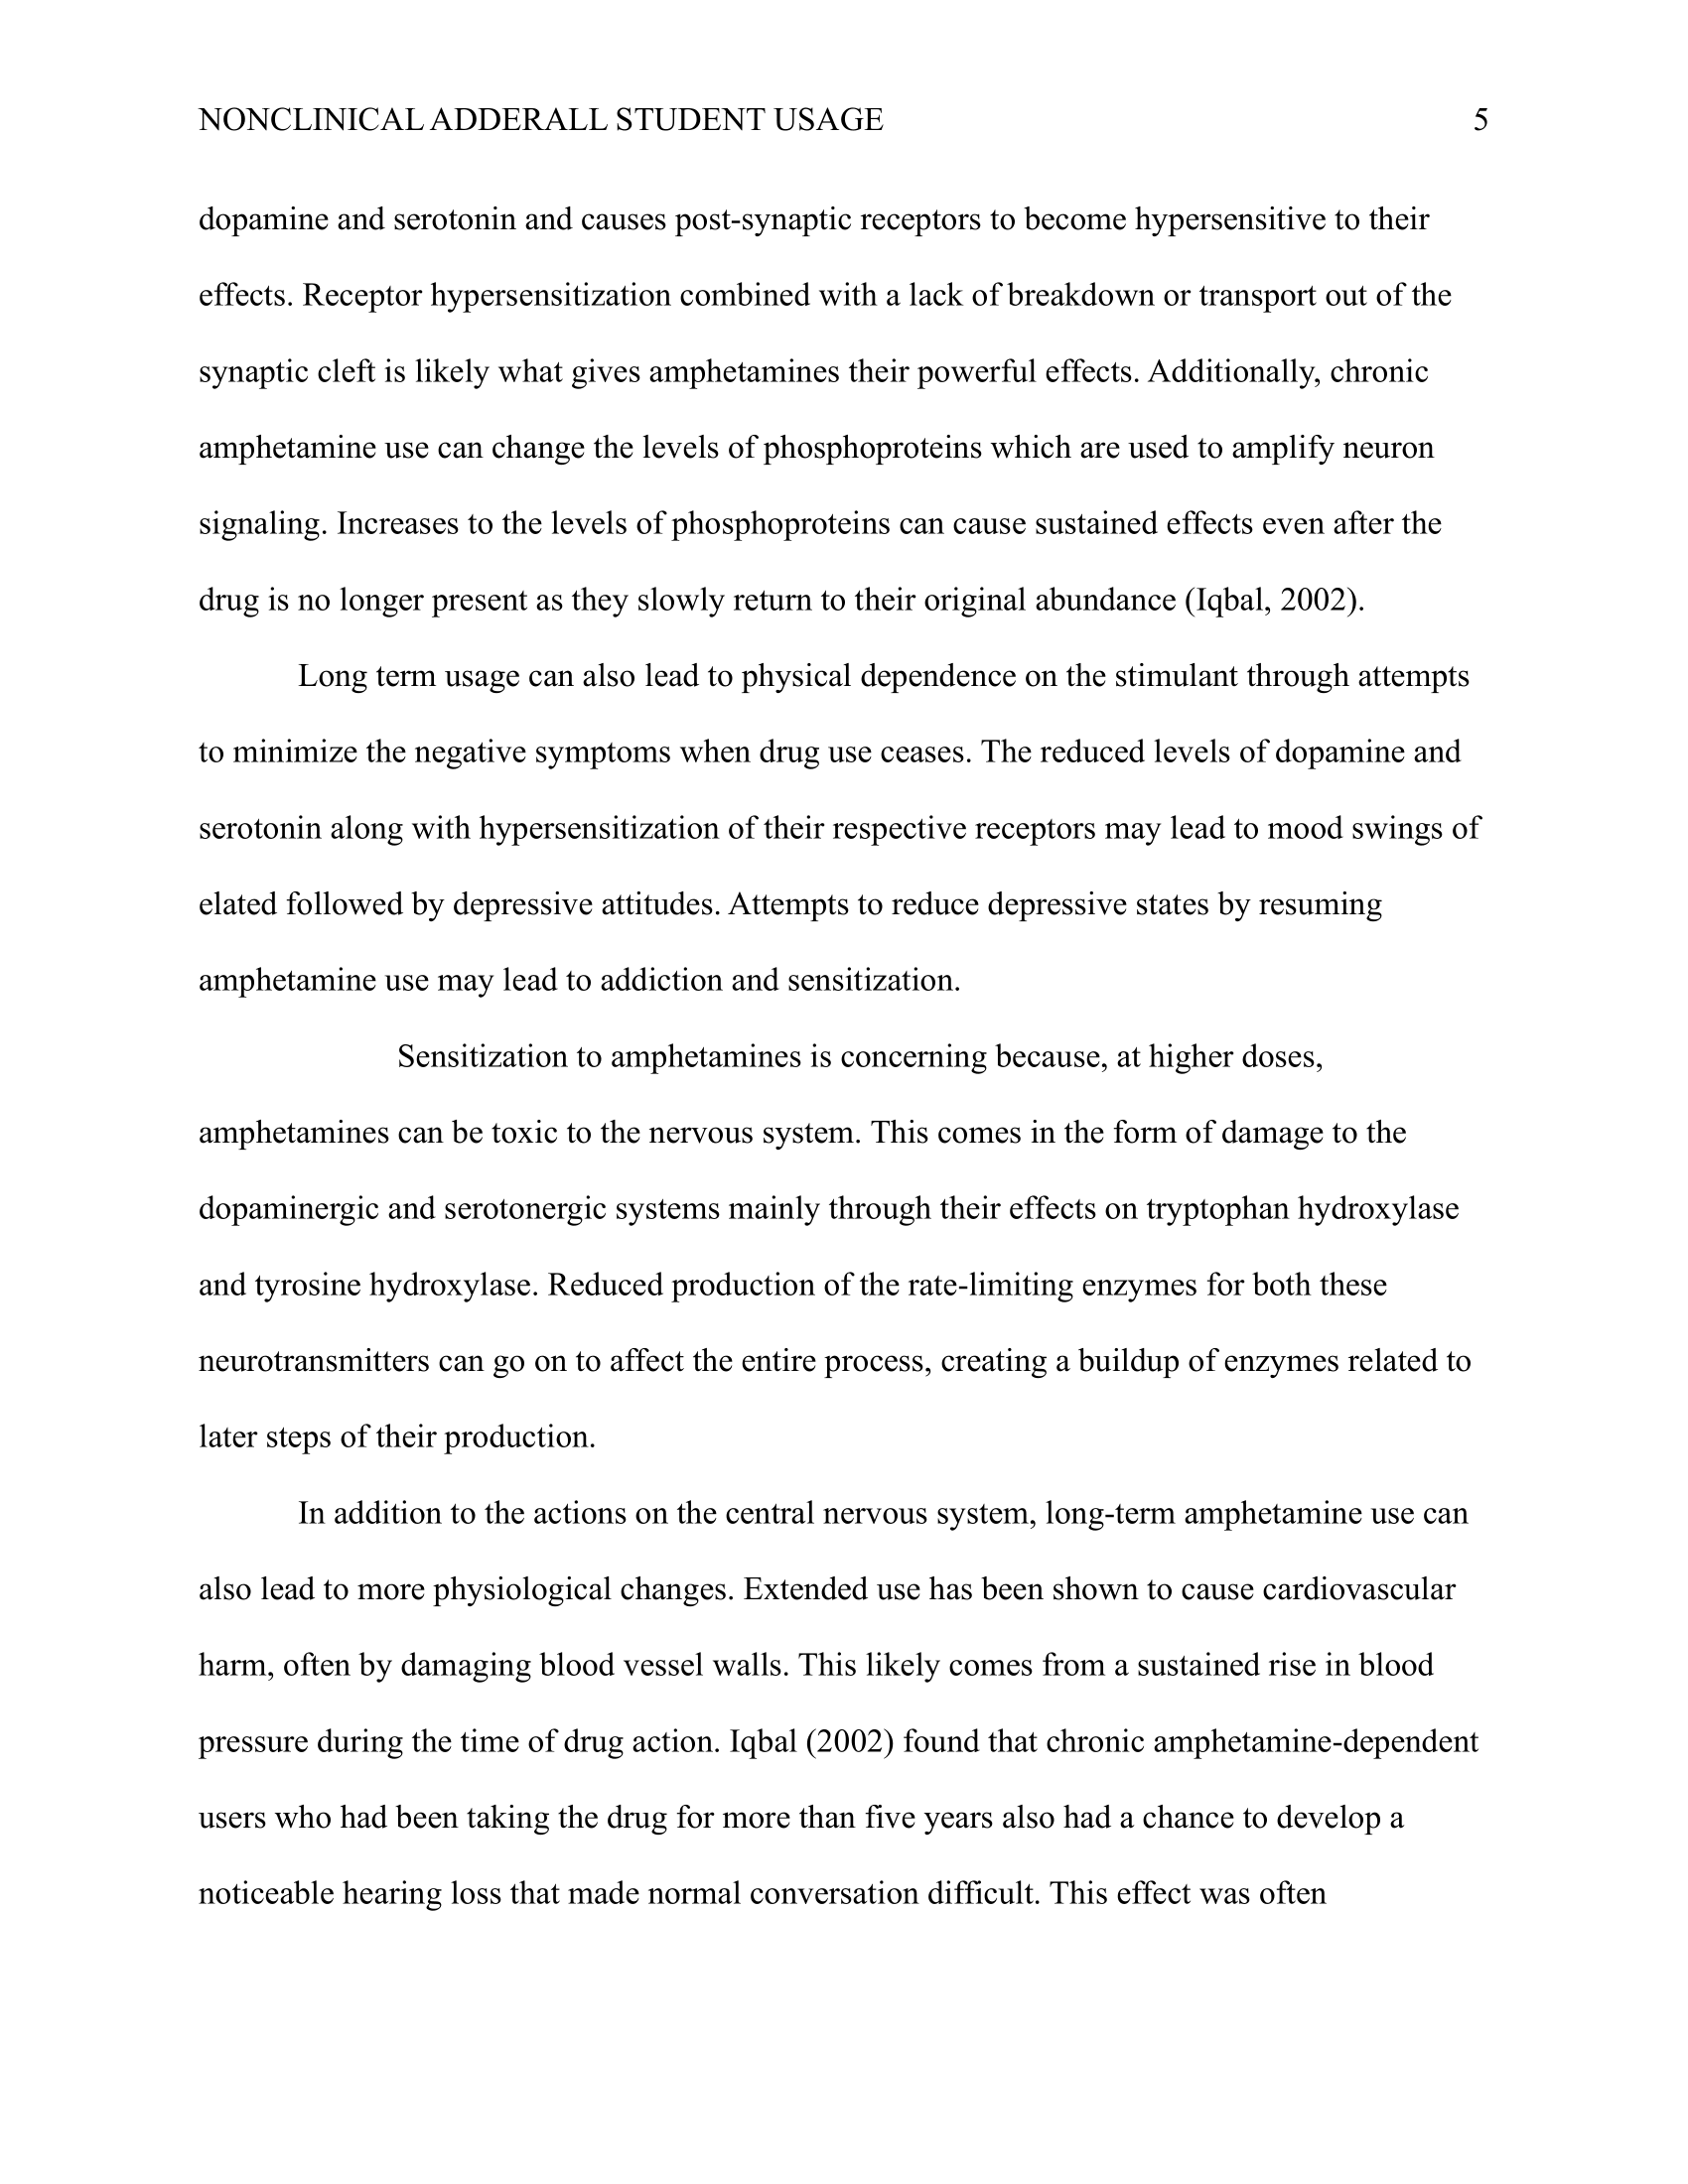 NONCLINICAL ADDERALL STUDENT USAGE 5
dopamine and serotonin and causes post-synaptic receptors to become hypersensitive to their
effects. Receptor hypersensitization combined with a lack of breakdown or transport out of the
synaptic cleft is likely what gives amphetamines their powerful effects. Additionally, chronic
amphetamine use can change the levels of phosphoproteins which are used to amplify neuron
signaling. Increases to the levels of phosphoproteins can cause sustained effects even after the
drug is no longer present as they slowly return to their original abundance (Iqbal, 2002).
Long term usage can also lead to physical dependence on the stimulant through attempts
to minimize the negative symptoms when drug use ceases. The reduced levels of dopamine and
serotonin along with hypersensitization of their respective receptors may lead to mood swings of
elated followed by depressive attitudes. Attempts to reduce depressive states by resuming
amphetamine use may lead to addiction and sensitization.
Sensitization to amphetamines is concerning because, at higher doses,
amphetamines can be toxic to the nervous system. This comes in the form of damage to the
dopaminergic and serotonergic systems mainly through their effects on tryptophan hydroxylase
and tyrosine hydroxylase. Reduced production of the rate-limiting enzymes for both these
neurotransmitters can go on to affect the entire process, creating a buildup of enzymes related to
later steps of their production.
In addition to the actions on the central nervous system, long-term amphetamine use can
also lead to more physiological changes. Extended use has been shown to cause cardiovascular
harm, often by damaging blood vessel walls. This likely comes from a sustained rise in blood
pressure during the time of drug action. Iqbal (2002) found that chronic amphetamine-dependent
users who had been taking the drug for more than five years also had a chance to develop a
noticeable hearing loss that made normal conversation difficult. This effect was often